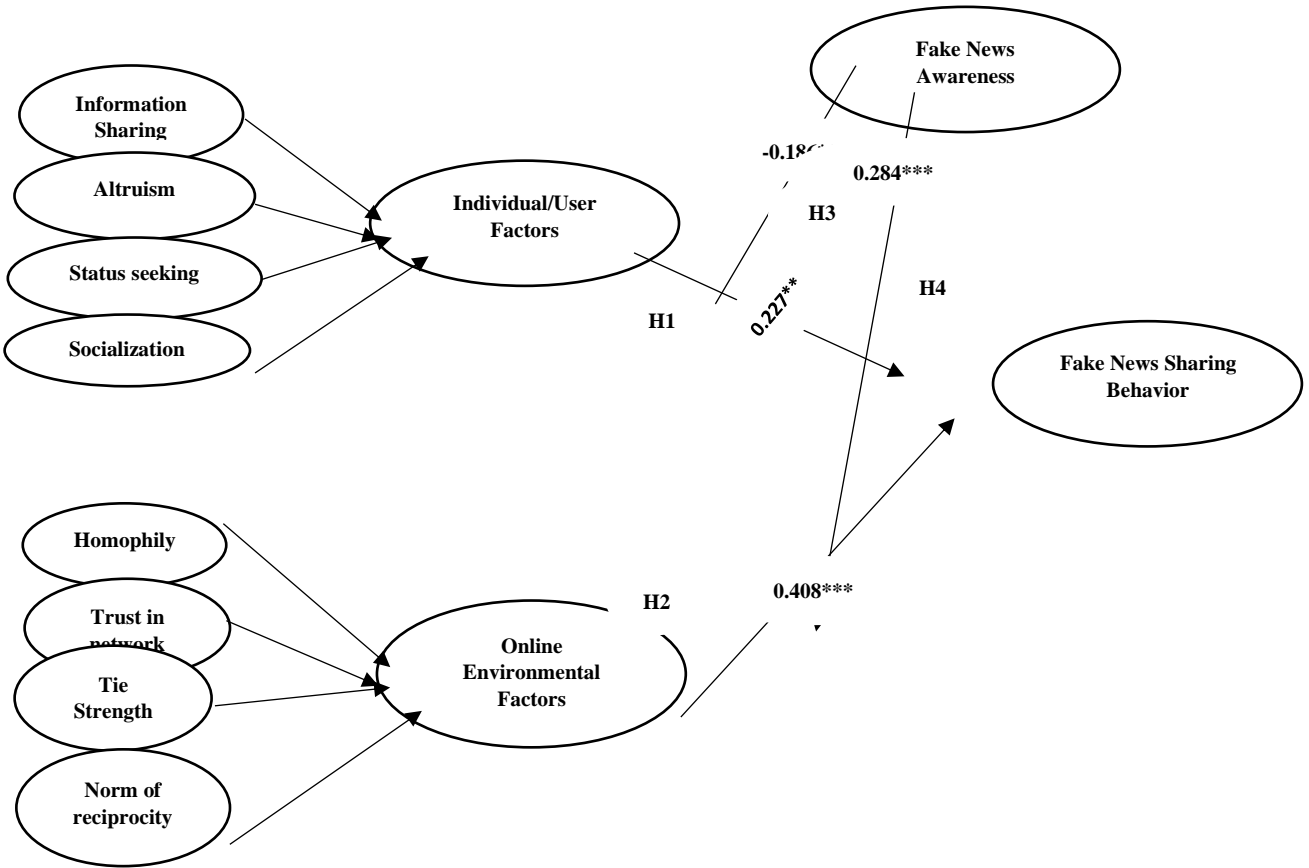 Fake News
Awareness
Information
Sharing
Altruism
Status seeking
Socialization
Individual/User
Factors
0.284***
H3
H4
H1
0.227**
Fake News Sharing
Behavior
Homophily
Trust in
network
Tie
Strength
Norm of
reciprocity
Online
Environmental
Factors
H2
0.408***